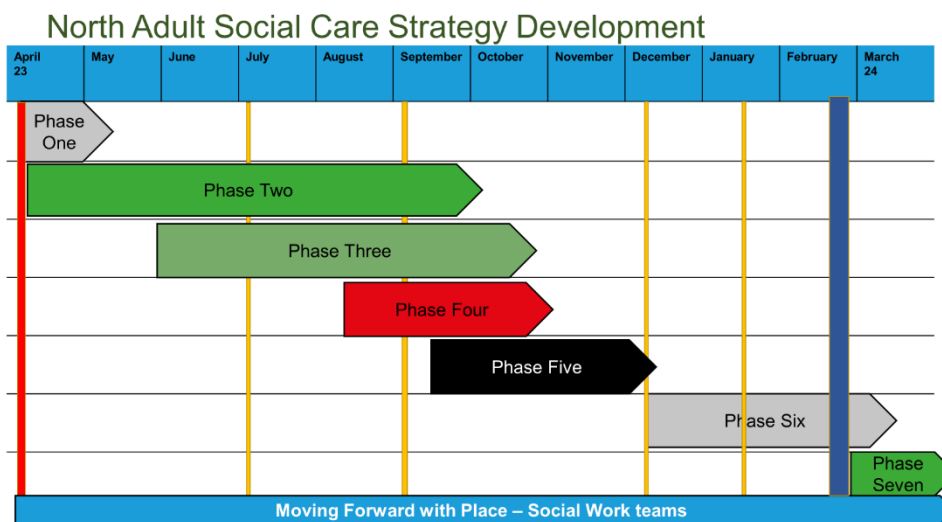 North Adult Social Care Strategy Development
April May June July August September October November December January February March
23 24
Phase
One
Phase Two
Phase Three
Phase Four
Phase Five
Phase Six
Phase
Seven
Moving Forward with Place – Social Work teams